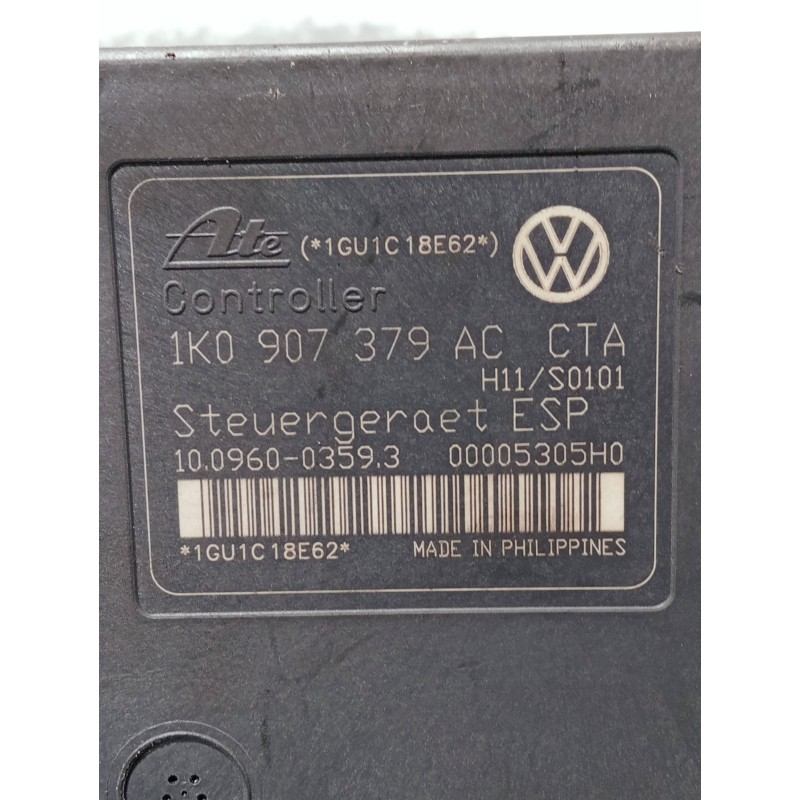 Ate (*1GU1C18E62*)
Controller
1K0 907 379 AC CTA
H11/S0101
Steuergeraet ESP
10.0960-0359.3 00005305H0
*1GU1C18E62* MADE IN PHILIPPINES